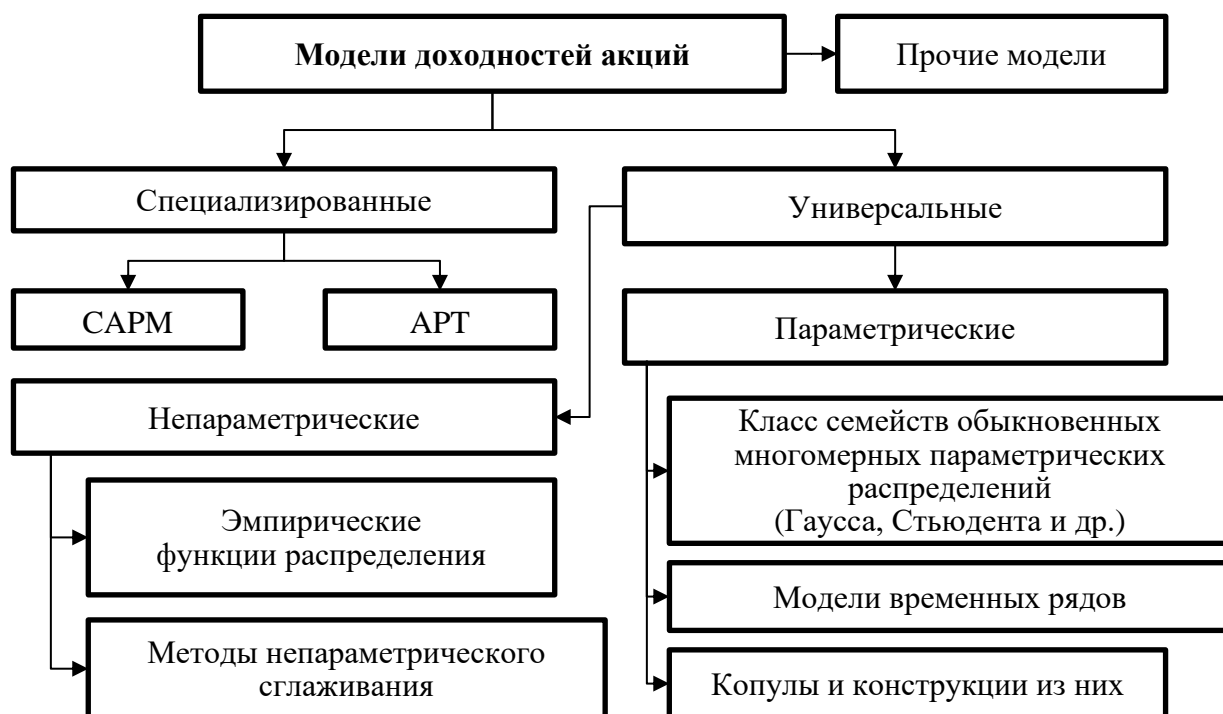 Модели доходностей акций
Прочие модели
Специализированные
Универсальные
CAPM
APT
Параметрические
Непараметрические
Класс семейств обыкновенных
многомерных параметрических
распределений
(Гаусса, Стьюдента и др.)
Эмпирические
функции распределения
Модели временных рядов
Методы непараметрического
сглаживания
Копулы и конструкции из них